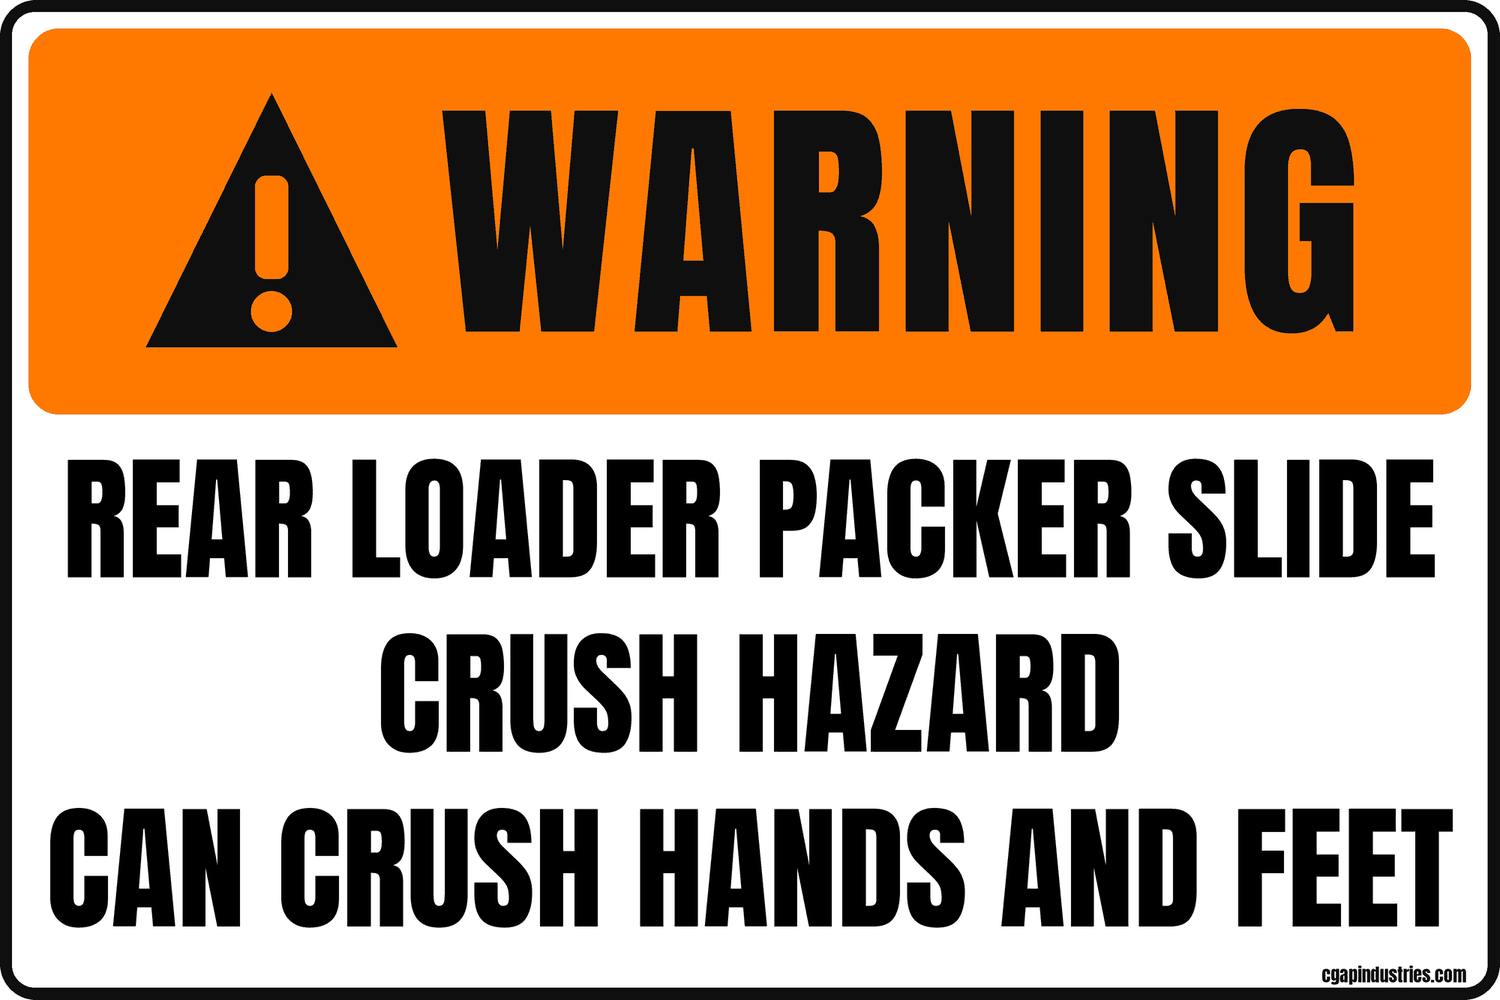 WARNING
REAR LOADER PACKER SLIDE
CRUSH HAZARD
CAN CRUSH HANDS AND FEET
cgapindustries.com